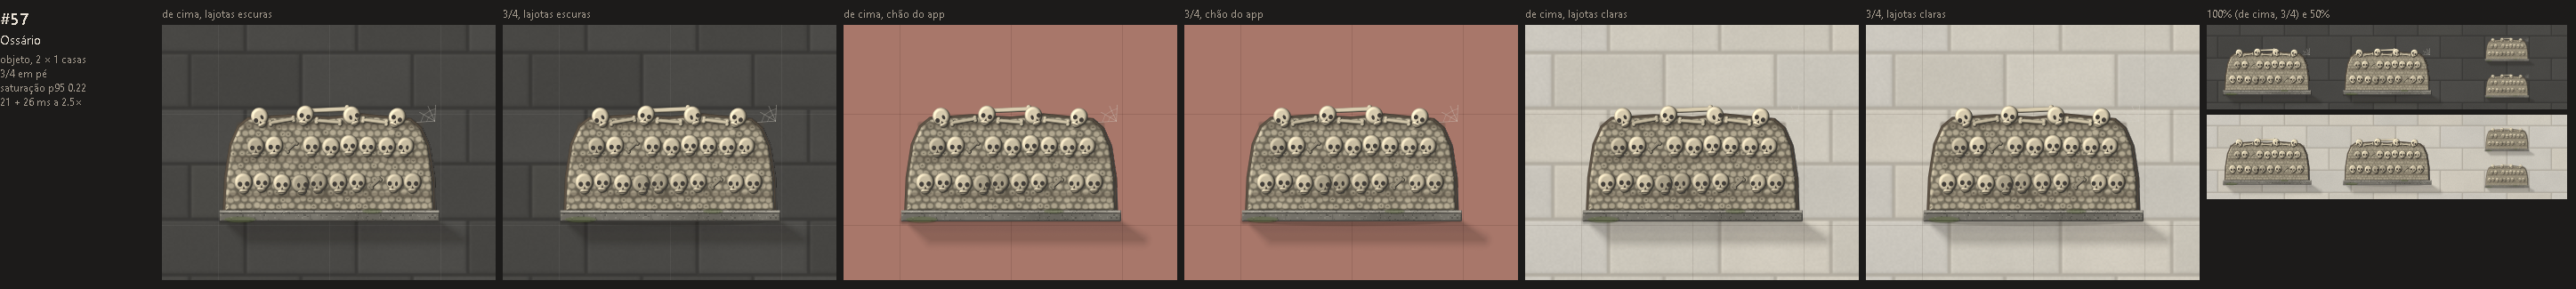 #57
Ossário
objeto, 2 × 1 casas
3/4 em pé
saturação p95 0.22
21 + 26 ms a 2.5×
de cima, lajotas escuras
3/4, lajotas escuras
de cima, chão do app
3/4, chão do app
de cima, lajotas claras
3/4, lajotas claras
100% (de cima, 3/4) e 50%